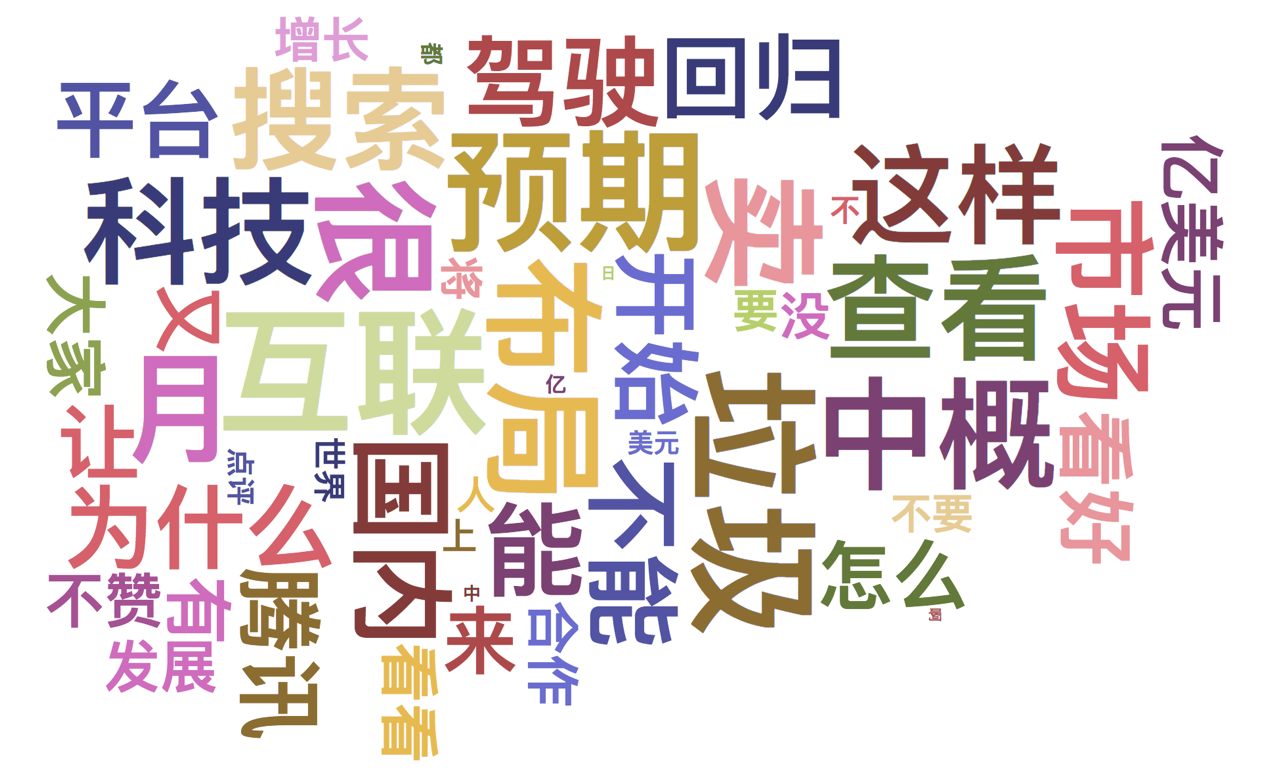 增长
都
驾驶
回归
平台
搜索
预期
科技
很
卖
不
这样
亿美元
市场
将
布局
日
开始
要
没
查看
大家
又
月
互联
亿
垃圾
中概
看好
让
点评
世界
国内
美元
人
上
不能
不要
为什么
能
怎么
不
赞
有
腾讯
中
来
合作
啊
发展
看看